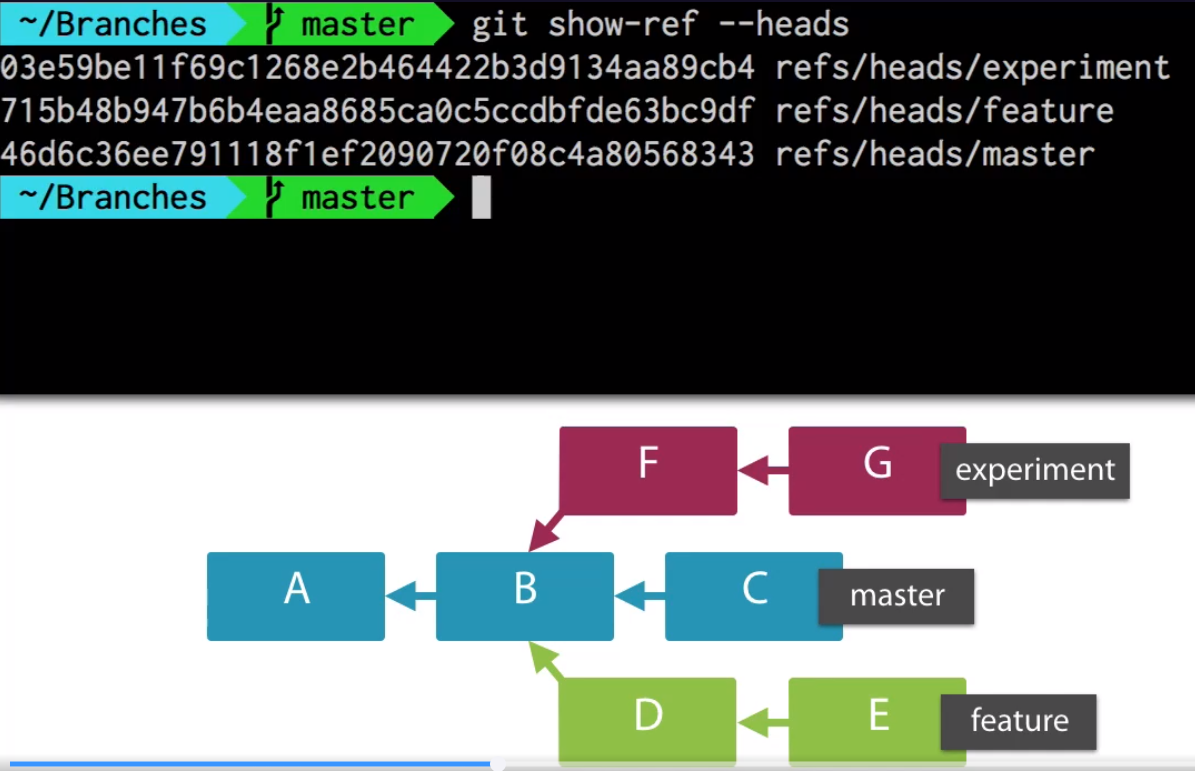 ~/Branches master git show-ref --heads
03e59be11f69c1268e2b464422b3d9134aa89cb4 refs/heads/experiment
715b48b947b6b4eaa8685ca0c5ccdbfde63bc9df refs/heads/feature
46d6c36ee791118f1ef2090720f08c4a80568343 refs/heads/master
~/Branches master
F G experiment
A B C master
D E feature